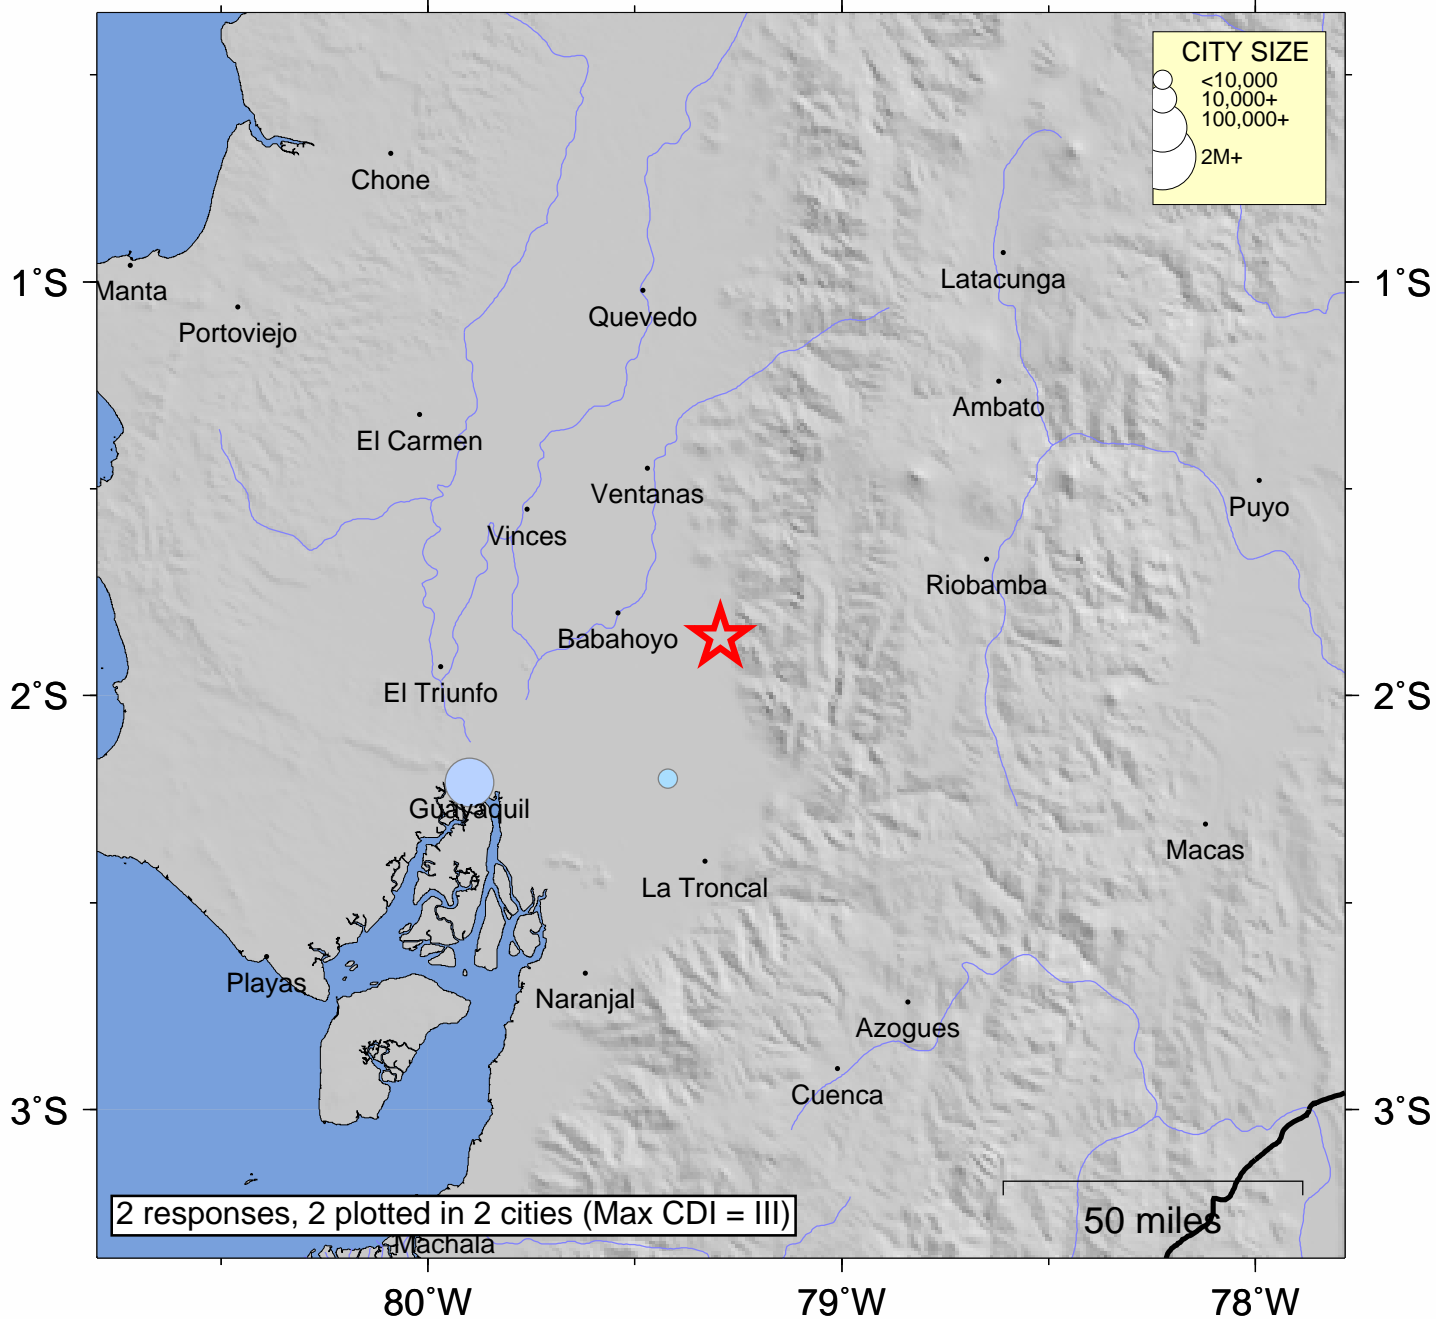 CITY SIZE
<10,000
10,000+
100,000+
2M+
Chone
Latacunga
1˚S
1˚S
Manta
Quevedo
Portoviejo
Ambato
El Carmen
Ventanas
Puyo
Vinces
Riobamba
Babahoyo
El Triunfo
2˚S
2˚S
Guayaquil
Macas
La Troncal
Playas
Naranjal
Azogues
Cuenca
3˚S
3˚S
2 responses, 2 plotted in 2 cities (Max CDI = III)
50 miles
Machala
80˚W
79˚W
78˚W